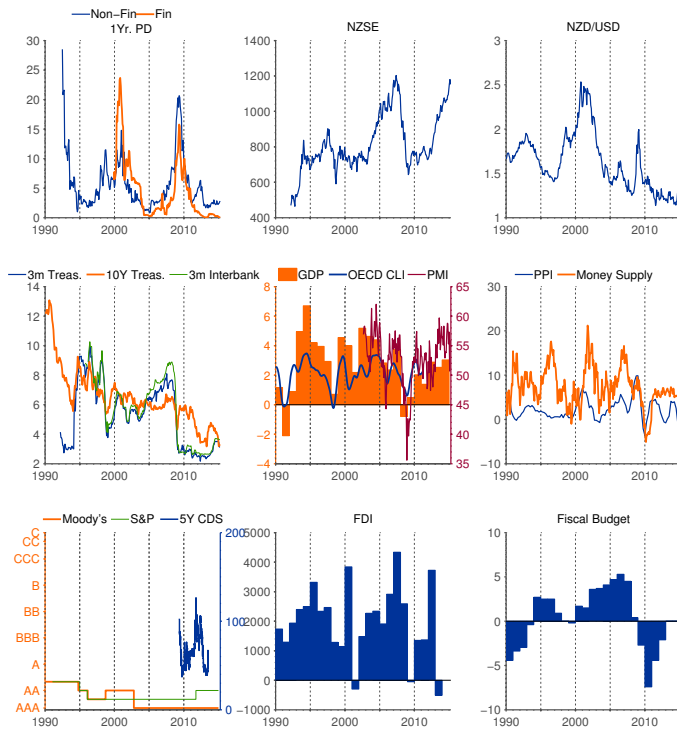 Non−Fin Fin
1Yr. PD
30
25
20
15
10
5
0
1990 2000 2010
NZSE
1400
1200
1000
800
600
400
1990 2000 2010
NZD/USD
3
2.5
2
1.5
1
1990 2000 2010
3m Treas. 10Y Treas. 3m Interbank
14
12
10
8
6
4
2
1990 2000 2010
GDP OECD CLI PMI
8
6
4
2
0
−2
−4
65
60
55
50
45
40
35
1990 2000 2010
PPI Money Supply
30
20
10
0
−10
1990 2000 2010
Moody's S&P 5Y CDS
C
CC
CCC
B
BB
BBB
A
AA
AAA
200
100
0
1990 2000 2010
FDI
5000
4000
3000
2000
1000
0
−1000
1990 2000 2010
Fiscal Budget
10
5
0
−5
−10
1990 2000 2010